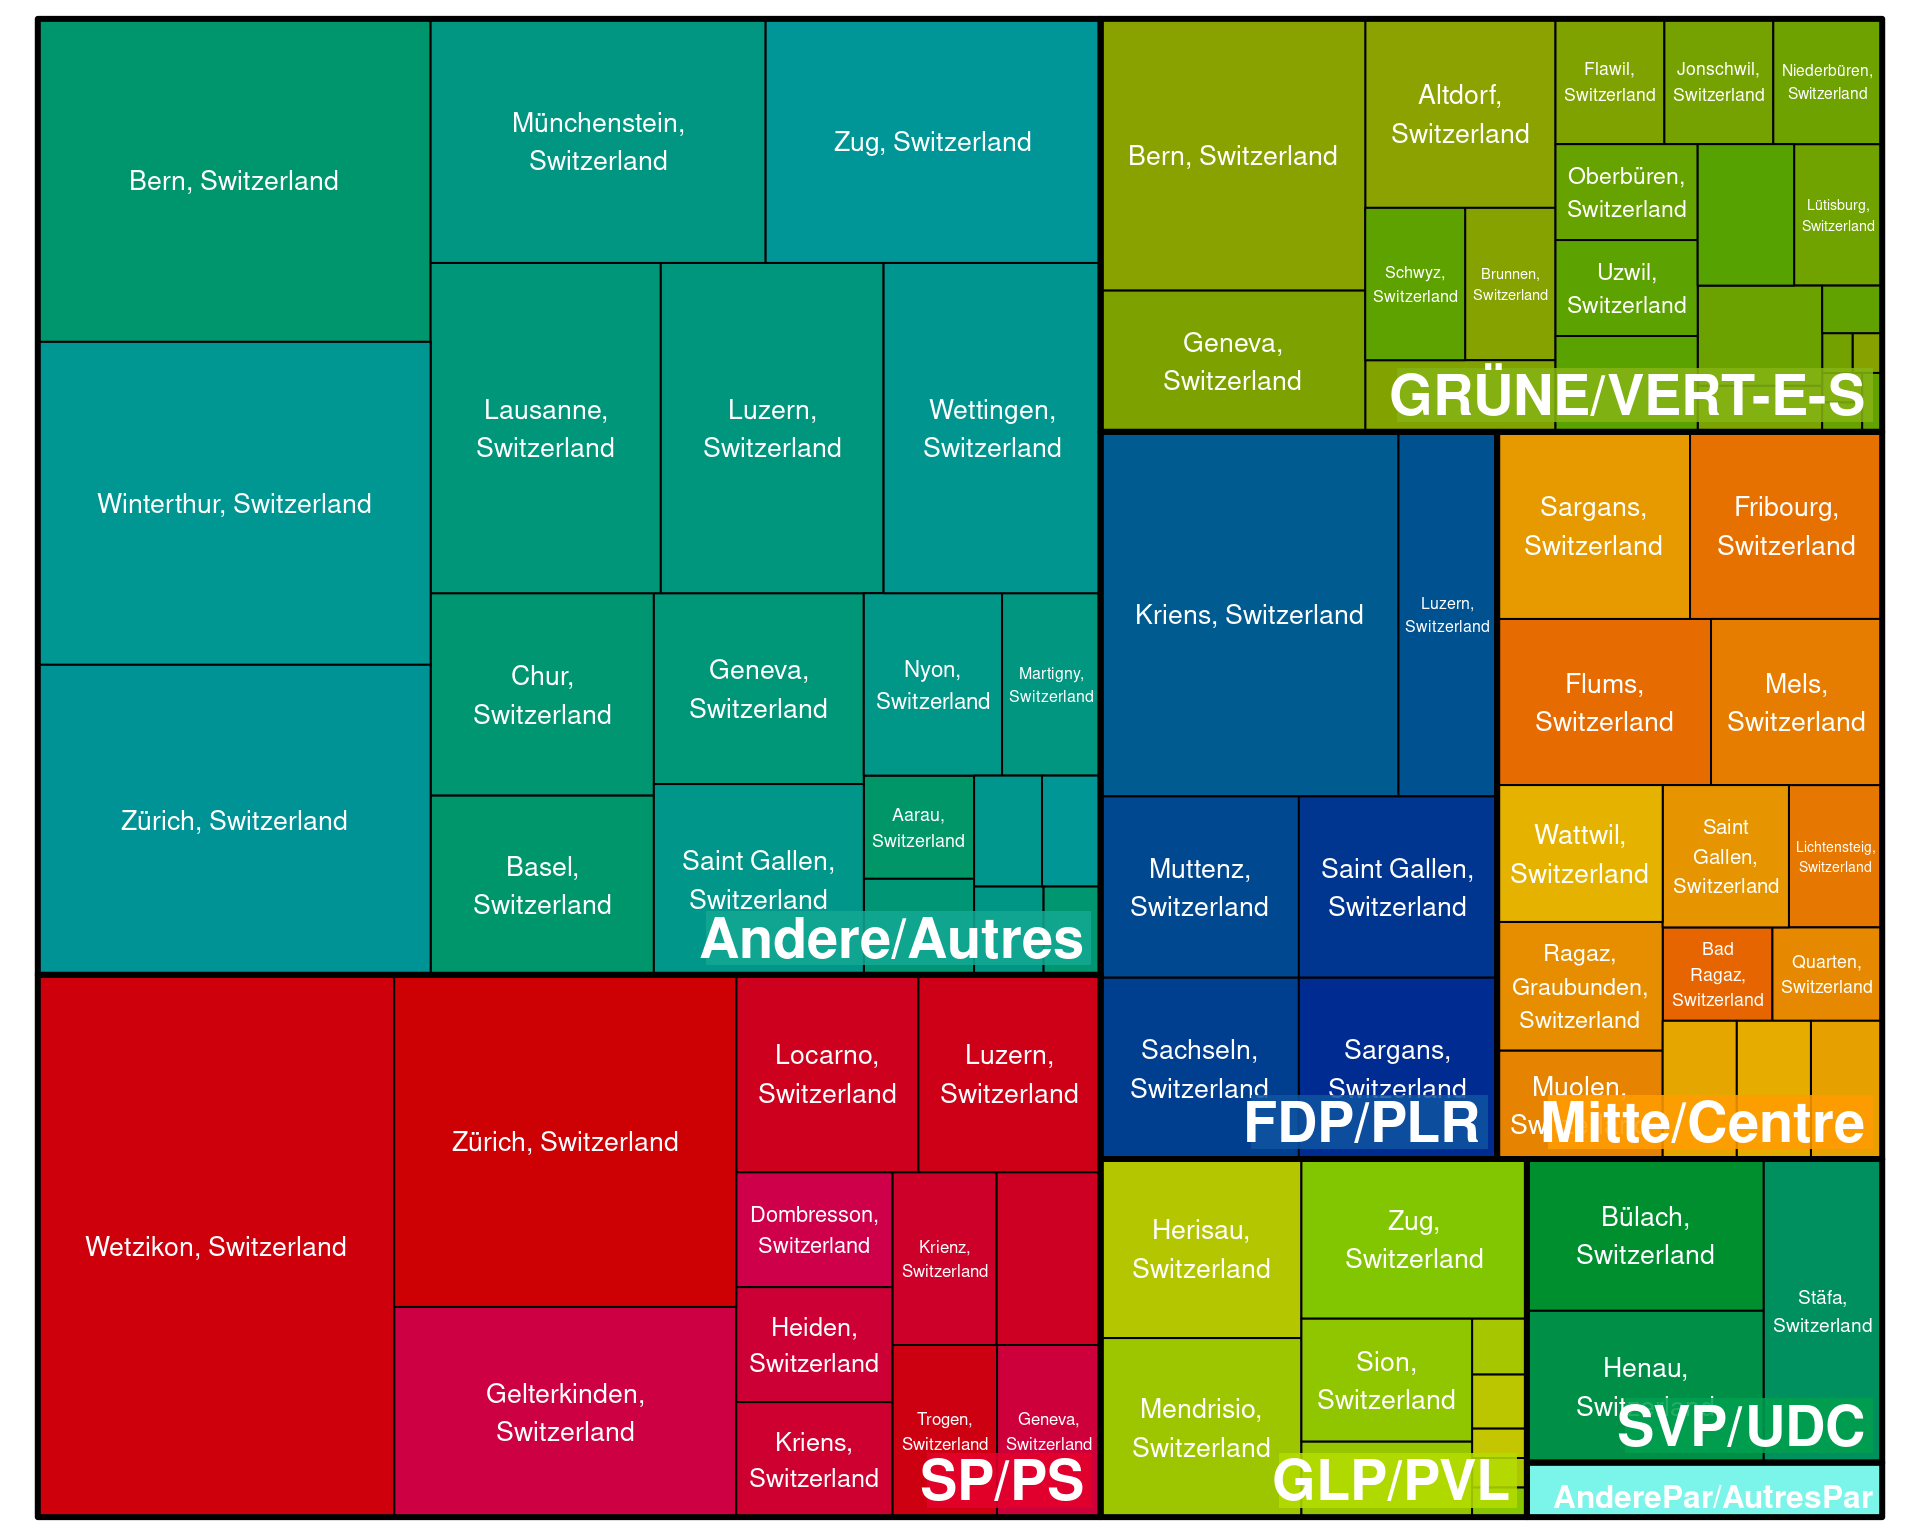 Bern, Switzerland
Münchenstein,
Switzerland
Zug, Switzerland
Winterthur, Switzerland
Zürich, Switzerland
Lausanne,
Switzerland
Luzern,
Switzerland
Wettingen,
Switzerland
Chur,
Switzerland
Geneva,
Switzerland
Nyon,
Switzerland
Martigny,
Switzerland
Basel,
Switzerland
Saint Gallen,
Switzerland
Aarau,
Switzerland
Andere/Autres
Wetzikon, Switzerland
Zürich, Switzerland
Gelterkinden,
Switzerland
Locarno,
Switzerland
Luzern,
Switzerland
Dombresson,
Switzerland
Krienz,
Switzerland
Heiden,
Switzerland
Kriens,
Switzerland
Trogen,
Switzerland
Geneva,
Switzerland
SP/PS
Bern, Switzerland
Geneva,
Switzerland
Altdorf,
Switzerland
Schwyz,
Switzerland
Brunnen,
Switzerland
Flawil,
Switzerland
Jonschwil,
Switzerland
Niederbüren,
Switzerland
Oberbüren,
Switzerland
Lütisburg,
Switzerland
Uzwil,
Switzerland
GRÜNE/VERT-E-S
Kriens, Switzerland
Luzern,
Switzerland
Muttenz,
Switzerland
Saint Gallen,
Switzerland
Sachseln,
Switzerland
Sargans,
Switzerland
FDP/PLR
Sargans,
Switzerland
Fribourg,
Switzerland
Flums,
Switzerland
Mels,
Switzerland
Wattwil,
Switzerland
Saint
Gallen,
Switzerland
Lichtensteig,
Switzerland
Ragaz,
Graubunden,
Switzerland
Bad
Ragaz,
Switzerland
Quarten,
Switzerland
Muolen,
Mitte/Centre
Herisau,
Switzerland
Zug,
Switzerland
Mendrisio,
Switzerland
Sion,
Switzerland
GLP/PVL
Bülach,
Switzerland
Stäfa,
Switzerland
Henau,
Switzerland
SVP/UDC
AnderePar/AutresPar